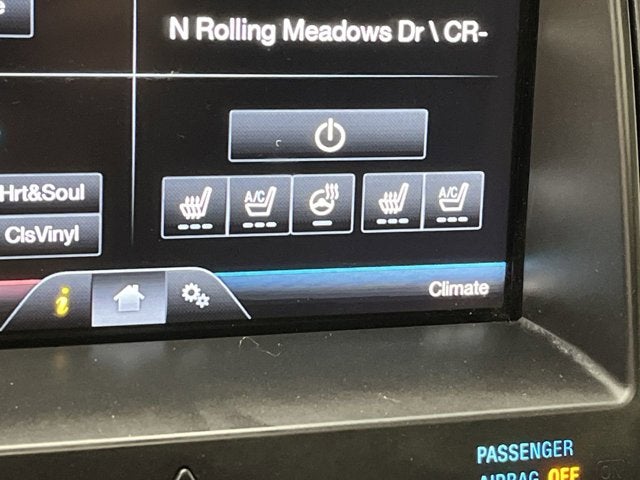 N Rolling Meadows Dr \ CR-
Hrt&Soul
ClsVinyl
A/C
A/C
i
Climate
PASSENGER
AIRBAG OFF